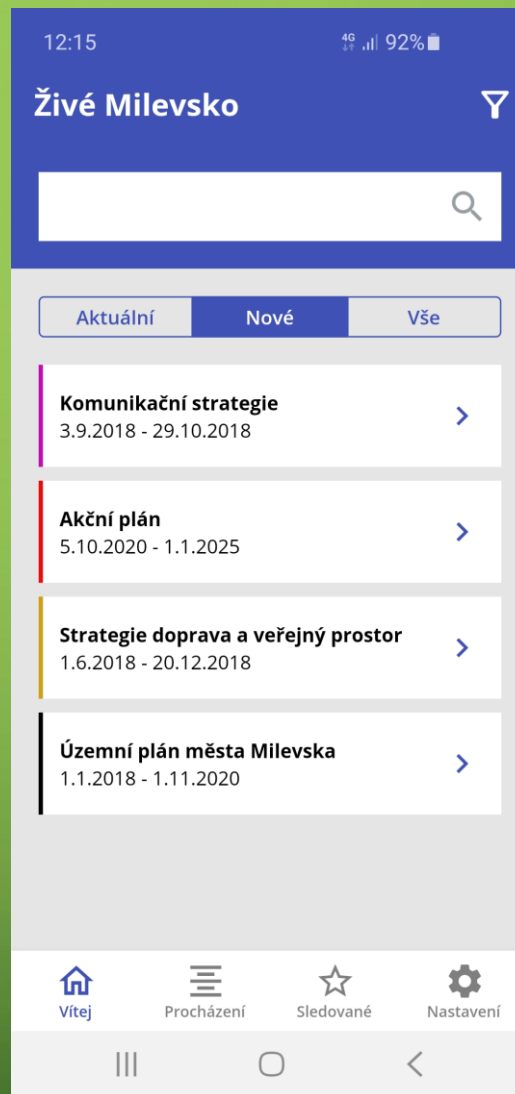 12:15 4G 92%
Živé Milevsko
Aktuální Nové Vše
Komunikační strategie
3.9.2018 - 29.10.2018
Akční plán
5.10.2020 - 1.1.2025
Strategie doprava a veřejný prostor
1.6.2018 - 20.12.2018
Územní plán města Milevska
1.1.2018 - 1.11.2020
Vítej Procházení Sledované Nastavení